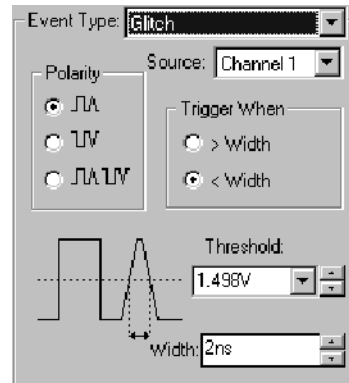 Event Type: Glitch
Source: Channel 1
Polarity
Trigger When
> Width
< Width
Threshold:
1.498V
Width: 2ns